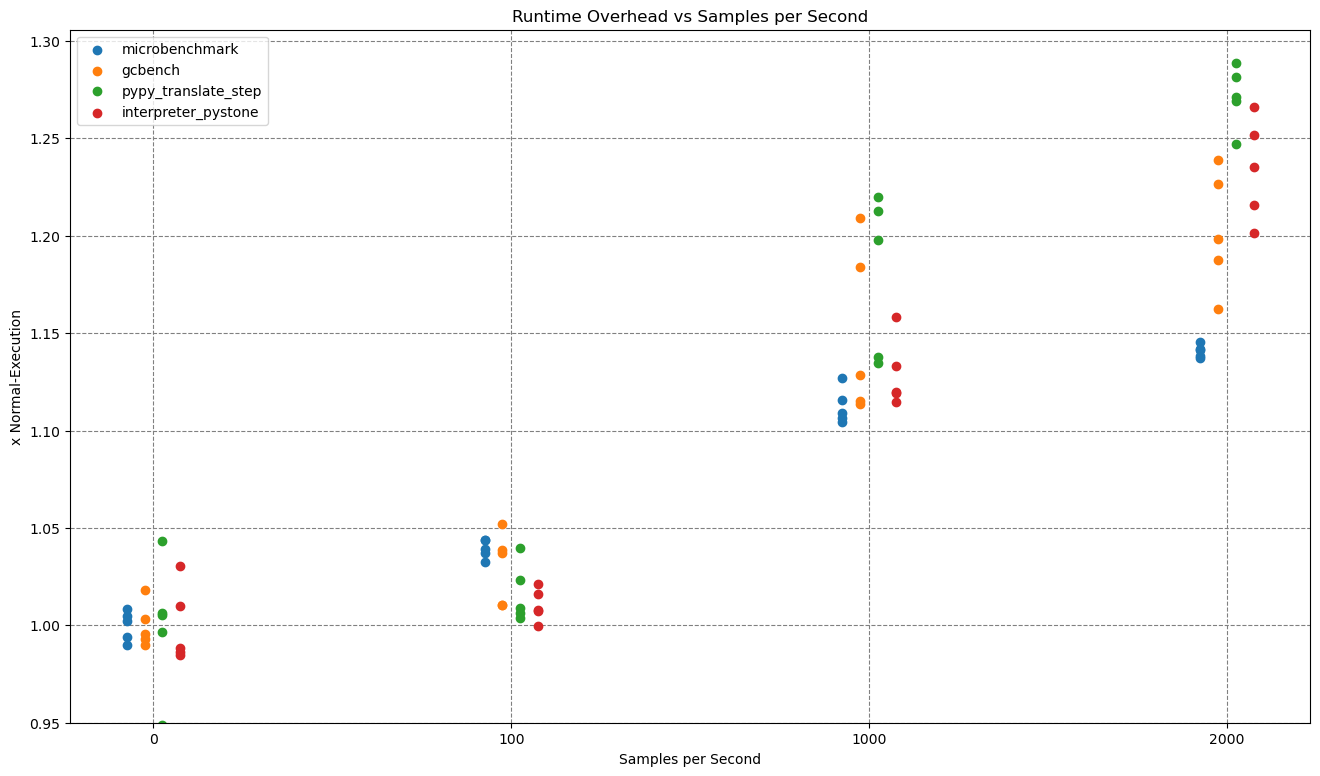 Runtime Overhead vs Samples per Second
microbenchmark
gcbench
pypy_translate_step
interpreter_pystone
x Normal-Execution
1.30
1.25
1.20
1.15
1.10
1.05
1.00
0.95
0
100
1000
2000
Samples per Second